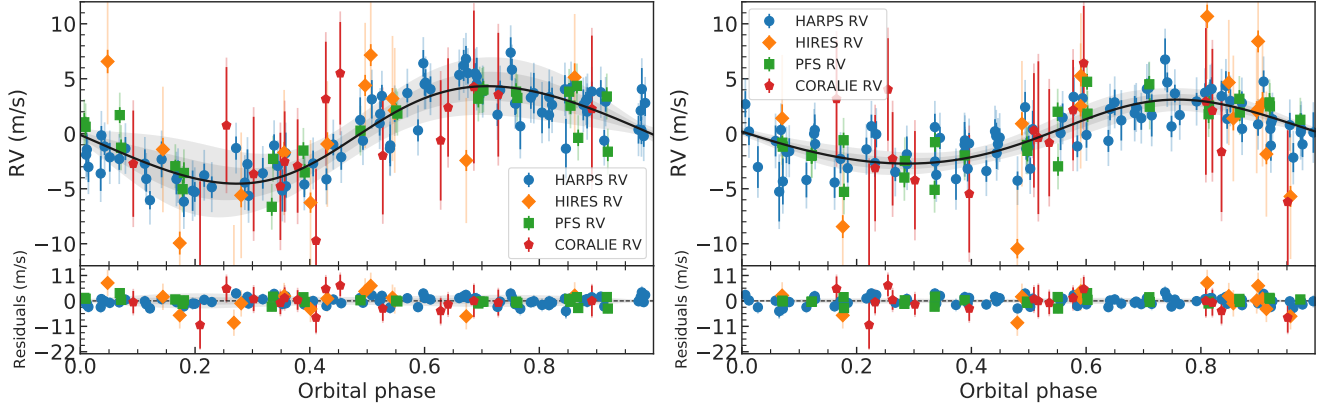 10
5
0
−5
−10
RV (m/s)
HARPS RV
HIRES RV
PFS RV
CORALIE RV
11
0
−11
−22
Residuals (m/s)
0.0
0.2
0.4
0.6
0.8
Orbital phase
10
5
0
−5
−10
RV (m/s)
HARPS RV
HIRES RV
PFS RV
CORALIE RV
11
0
−11
−22
Residuals (m/s)
0.0
0.2
0.4
0.6
0.8
Orbital phase